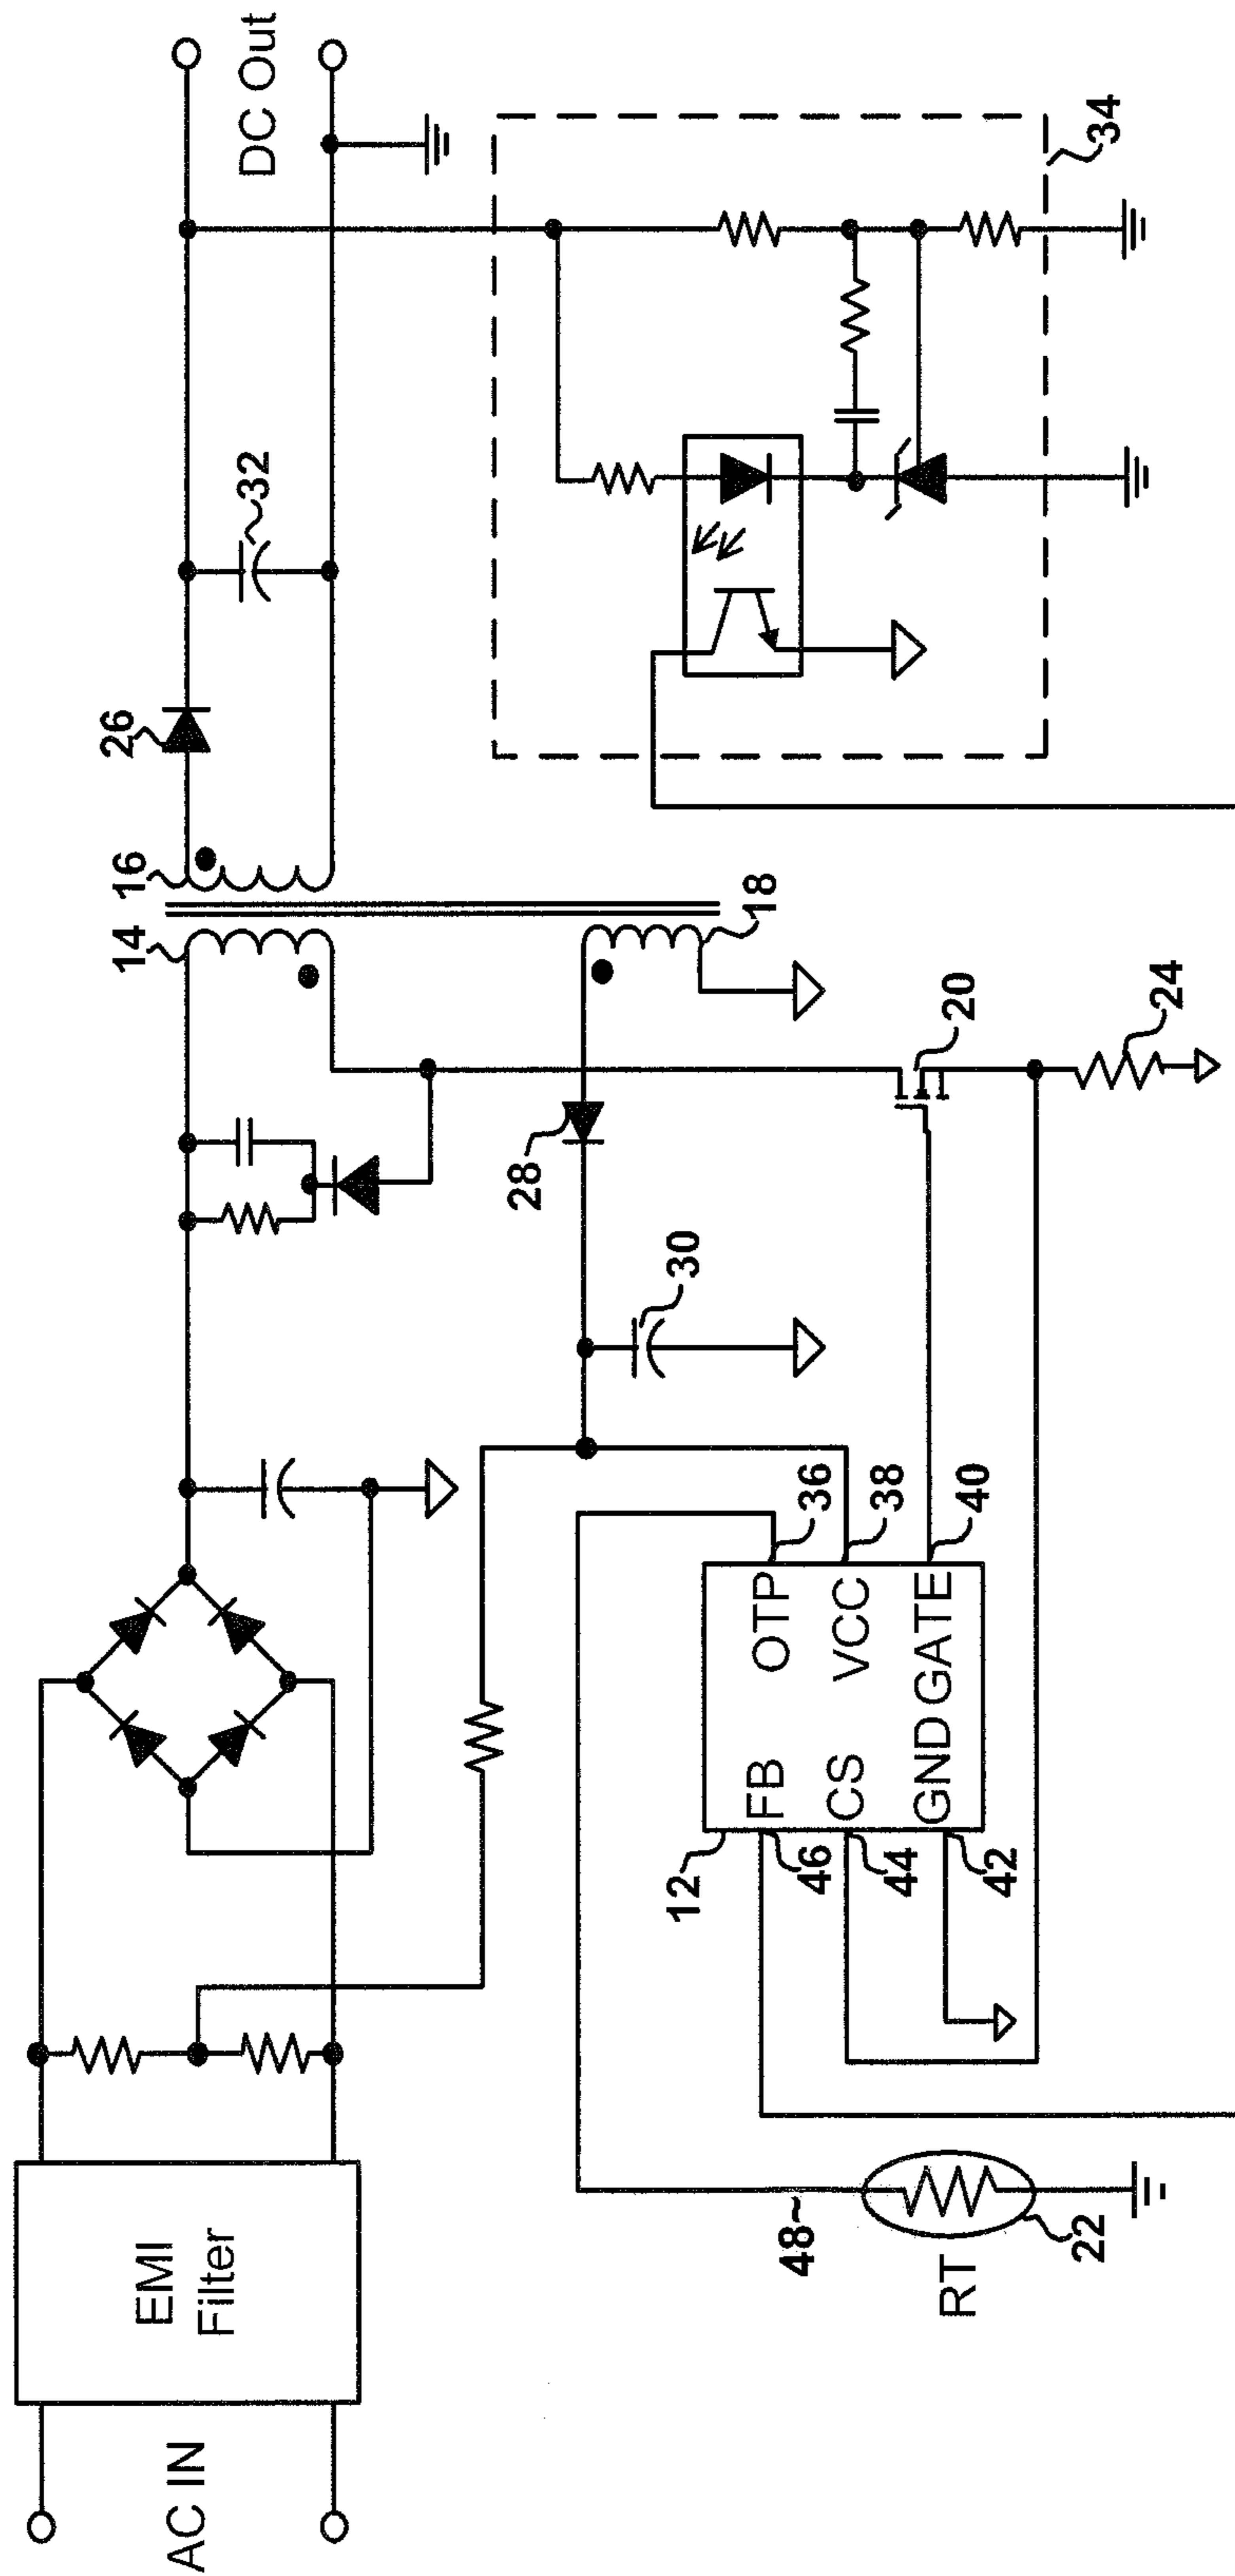 AC IN
EMI
Filter
14
16
26
32
DC Out
28
30
18
12
FB
OTP
36
46
CS
VCC
38
44
GND
GATE
40
42
20
24
34
48
RT
22